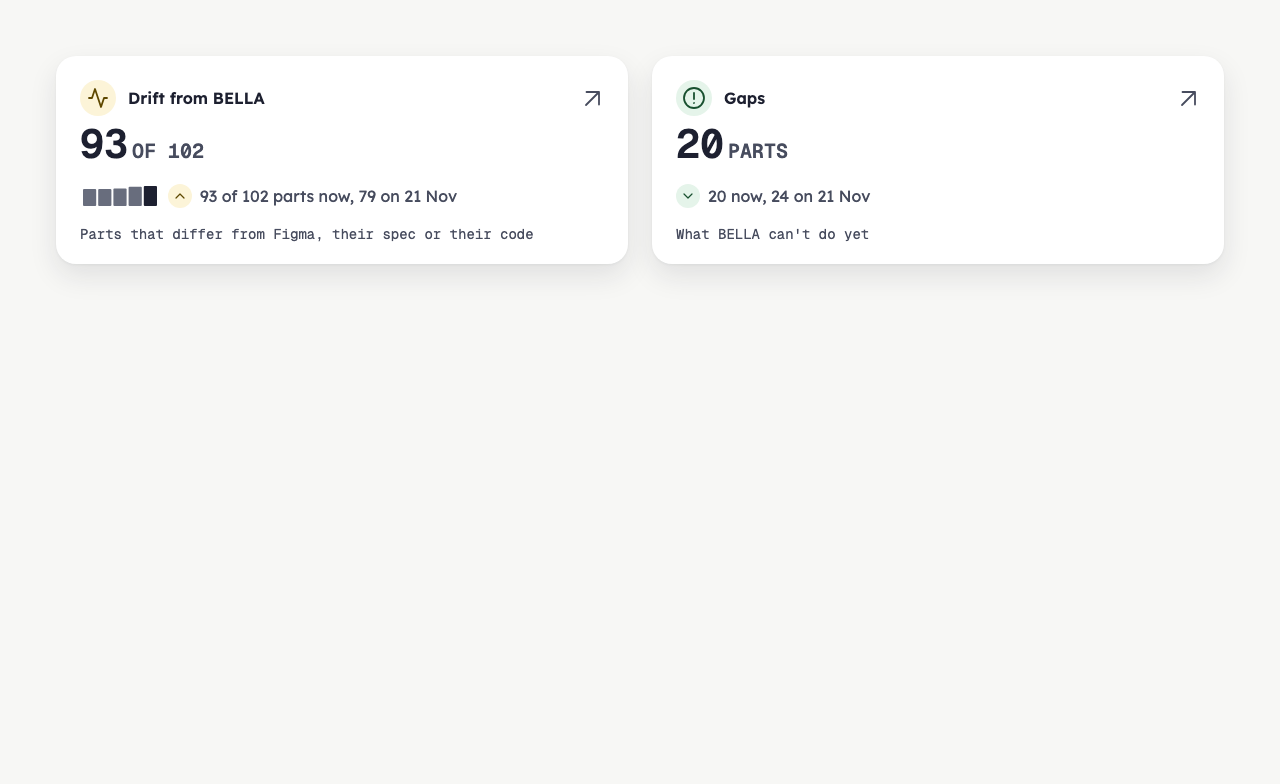 Drift from BELLA
93 OF 102
93 of 102 parts now, 79 on 21 Nov
Parts that differ from Figma, their spec or their code
Gaps
20 PARTS
20 now, 24 on 21 Nov
What BELLA can't do yet